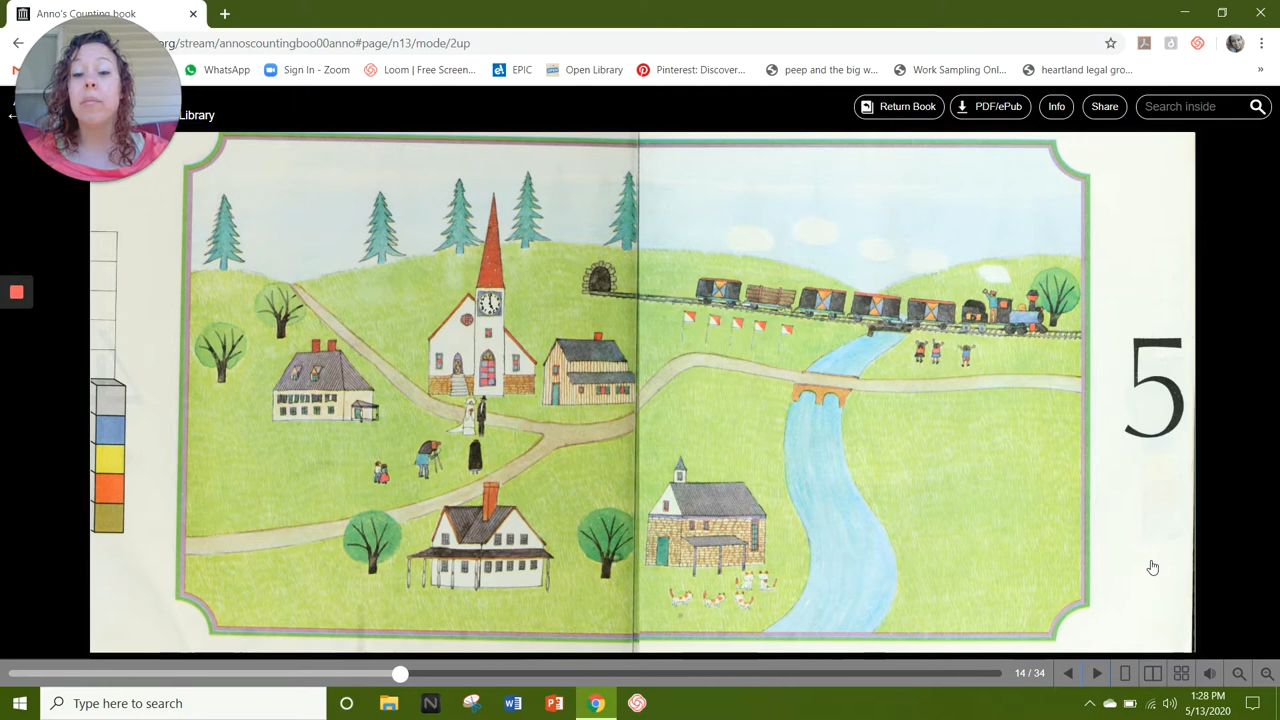 Anno's Counting book
org/stream/annoscountingboo00anno#page/n13/mode/2up
WhatsApp
Sign In - Zoom
Loom | Free Screen...
EPIC
Open Library
Pinterest: Discover...
peep and the big w...
Work Sampling Onl...
heartland legal gro...
»
Library
Return Book
PDF/ePub
Info
Share
Search inside
5
14 / 34
Type here to search
1:28 PM
5/13/2020